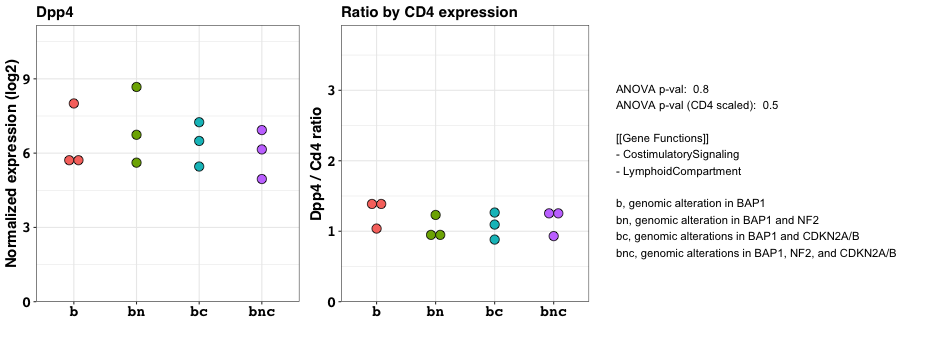 Dpp4
Normalized expression (log2)
9
6
3
0
b
bn
bc
bnc
Ratio by CD4 expression
Dpp4 / Cd4 ratio
3
2
1
0
b
bn
bc
bnc
ANOVA p-val:  0.8
ANOVA p-val (CD4 scaled):  0.5
[[Gene Functions]]
- CostimulatorySignaling
- LymphoidCompartment
b, genomic alteration in BAP1
bn, genomic alteration in BAP1 and NF2
bc, genomic alterations in BAP1 and CDKN2A/B
bnc, genomic alterations in BAP1, NF2, and CDKN2A/B